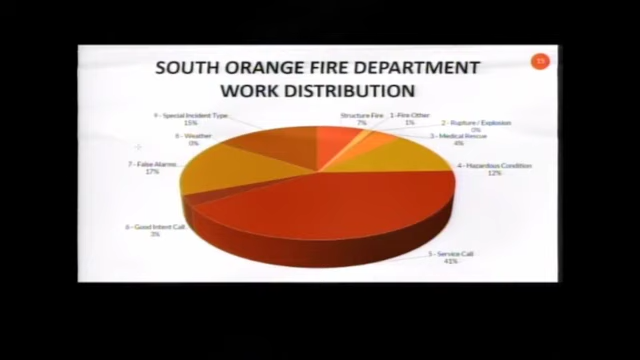 15
SOUTH ORANGE FIRE DEPARTMENT
WORK DISTRIBUTION
9 - Special Incident Type
15%
Structure Fire
7%
1 -Fire Other
1%
2 - Rupture / Explosion
0%
8 - Weather
0%
3 - Medical Rescue
4%
7 - False Alarms
17%
4 - Hazardous Condition
12%
6 - Good Intent Call
3%
5 - Service Call
41%